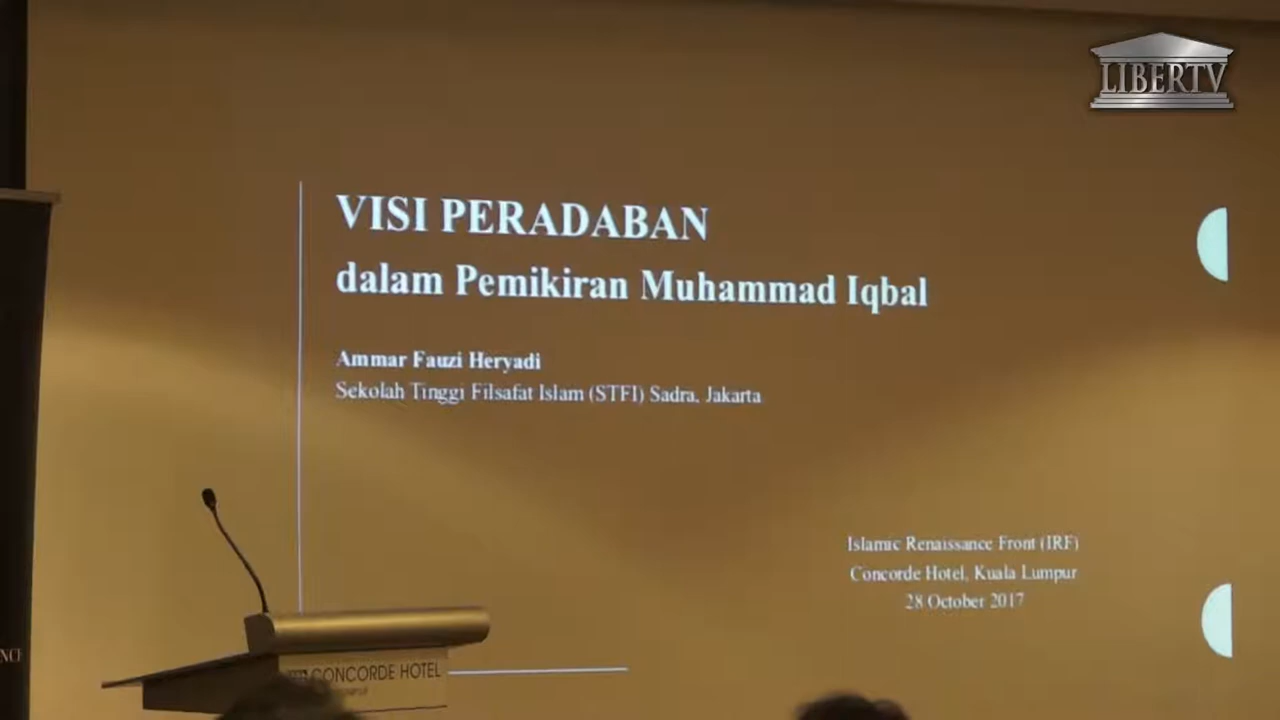 LIBERTV
VISI PERADABAN
dalam Pemikiran Muhammad Iqbal
Ammar Fauzi Heryadi
Sekolah Tinggi Filsafat Islam (STFI) Sadra, Jakarta
Islamic Renaissance Front (IRF)
Concorde Hotel, Kuala Lumpur
28 October 2017
CONCORDE HOTEL